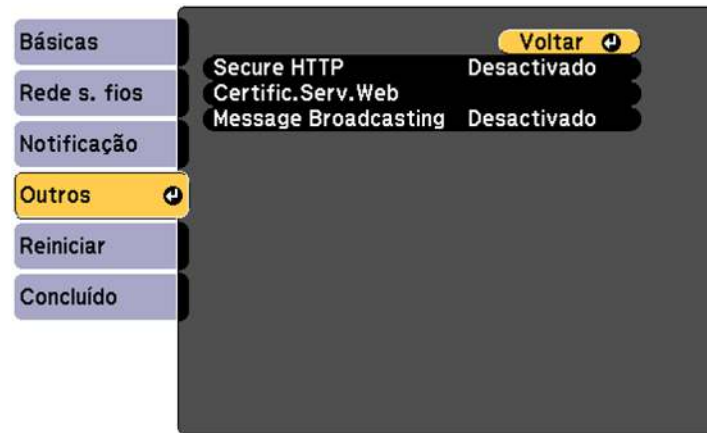 Básicas
Rede s. fios
Notificação
Outros
Reiniciar
Concluído
Voltar
Secure HTTP Desactivado
Certific.Serv.Web
Message Broadcasting Desactivado